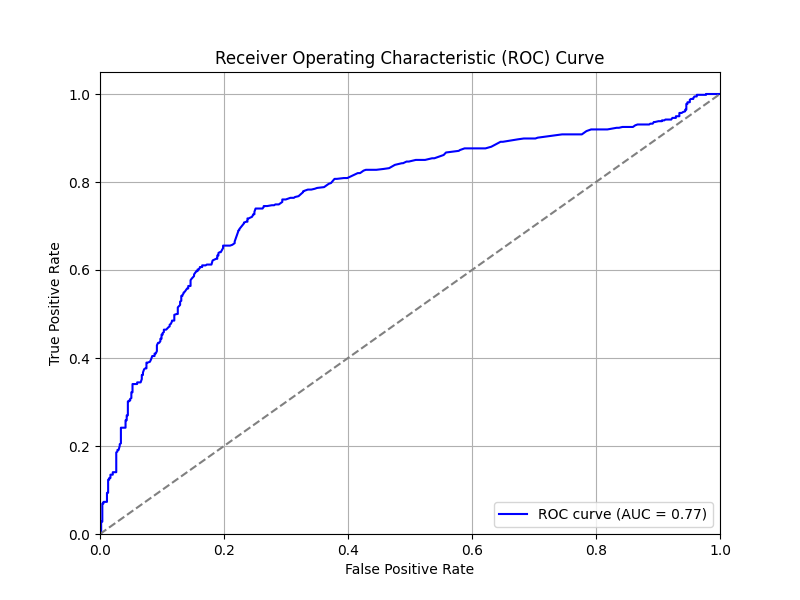 Receiver Operating Characteristic (ROC) Curve
1.0
0.8
0.6
0.4
0.2
0.0
True Positive Rate
ROC curve (AUC = 0.77)
0.0 0.2 0.4 0.6 0.8 1.0
False Positive Rate